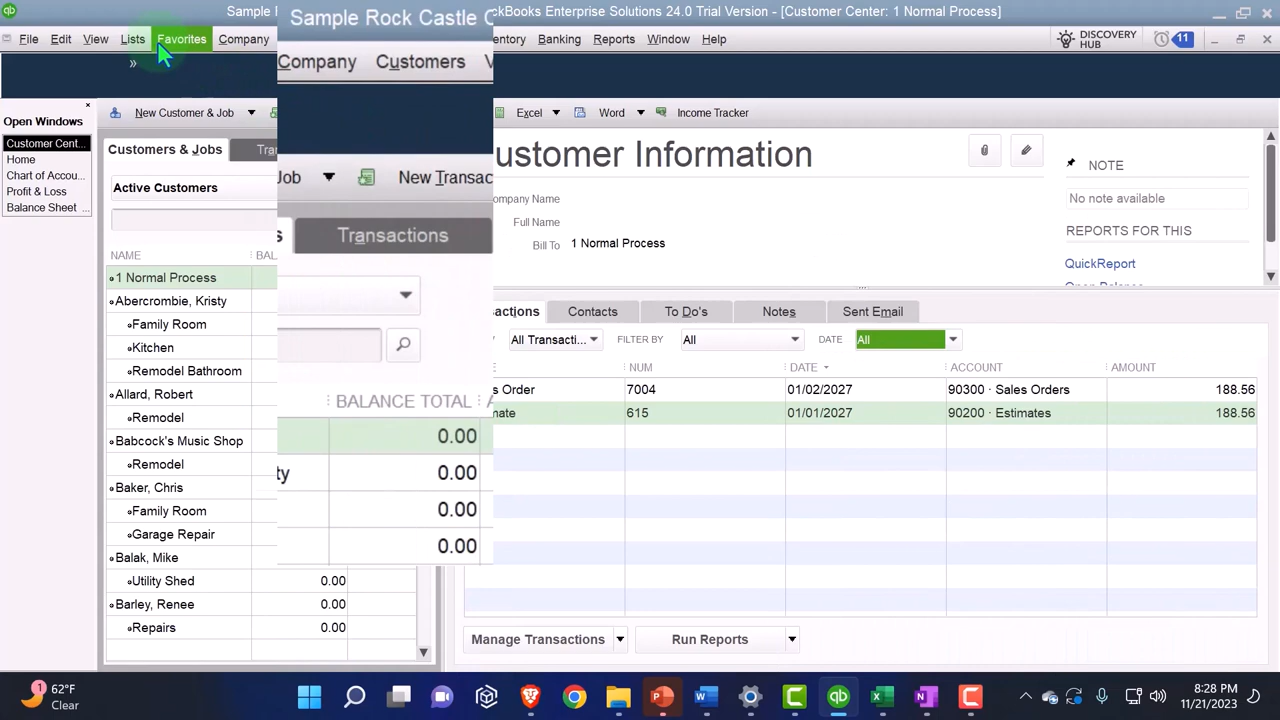 Sample R
Sample Rock Castle C
ckBooks Enterprise Solutions 24.0 Trial Version - [Customer Center: 1 Normal Process]
File Edit View Lists Favorites Company
Company Customers V
entory Banking Reports Window Help
DISCOVERY
HUB
11
»
Open Windows
Customer Cent...
Home
Chart of Accou...
Profit & Loss
Balance Sheet ...
New Customer & Job
Job New Transac
Excel Word Income Tracker
Customers & Jobs Tra
s Transactions
Active Customers
NAME BAL
BALANCE TOTAL A
1 Normal Process 0.00
Abercrombie, Kristy
ty 0.00
Family Room 0.00
Kitchen 0.00
Remodel Bathroom
Allard, Robert
Remodel
Babcock's Music Shop
Remodel
Baker, Chris
Family Room
Garage Repair
Balak, Mike
Utility Shed 0.00
Barley, Renee 0.00
Repairs 0.00
ustomer Information
ompany Name
Full Name
Bill To 1 Normal Process
NOTE
No note available
REPORTS FOR THIS
QuickReport
sactions Contacts To Do's Notes Sent Email
Y All Transacti... FILTER BY All DATE All
E NUM DATE ACCOUNT AMOUNT
s Order 7004 01/02/2027 90300 · Sales Orders 188.56
mate 615 01/01/2027 90200 · Estimates 188.56
Manage Transactions Run Reports
1
62°F
Clear
8:28 PM
11/21/2023